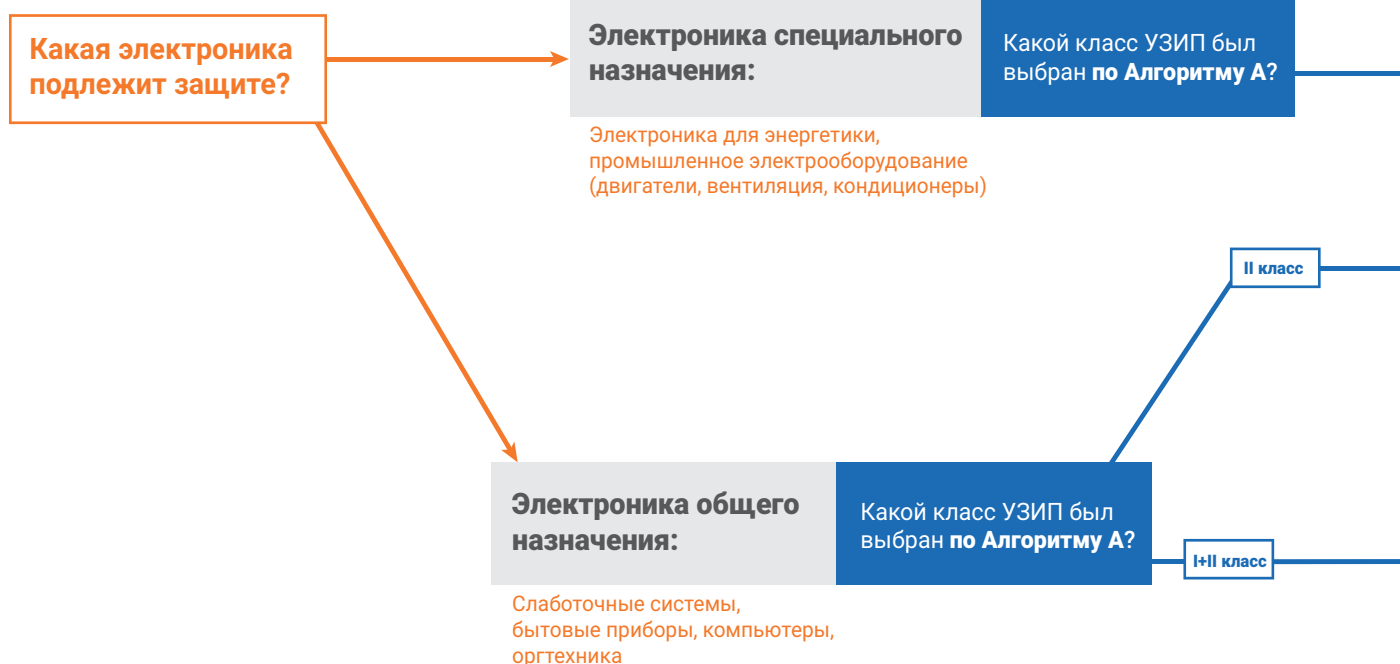 Какая электроника
подлежит защите?
Электроника специального
назначения:
Какой класс УЗИП был
выбран по Алгоритму А?
Электроника для энергетики,
промышленное электрооборудование
(двигатели, вентиляция, кондиционеры)
II класс
Электроника общего
назначения:
Какой класс УЗИП был
выбран по Алгоритму А?
I+II класс
Слаботочные системы,
бытовые приборы, компьютеры,
оргтехника